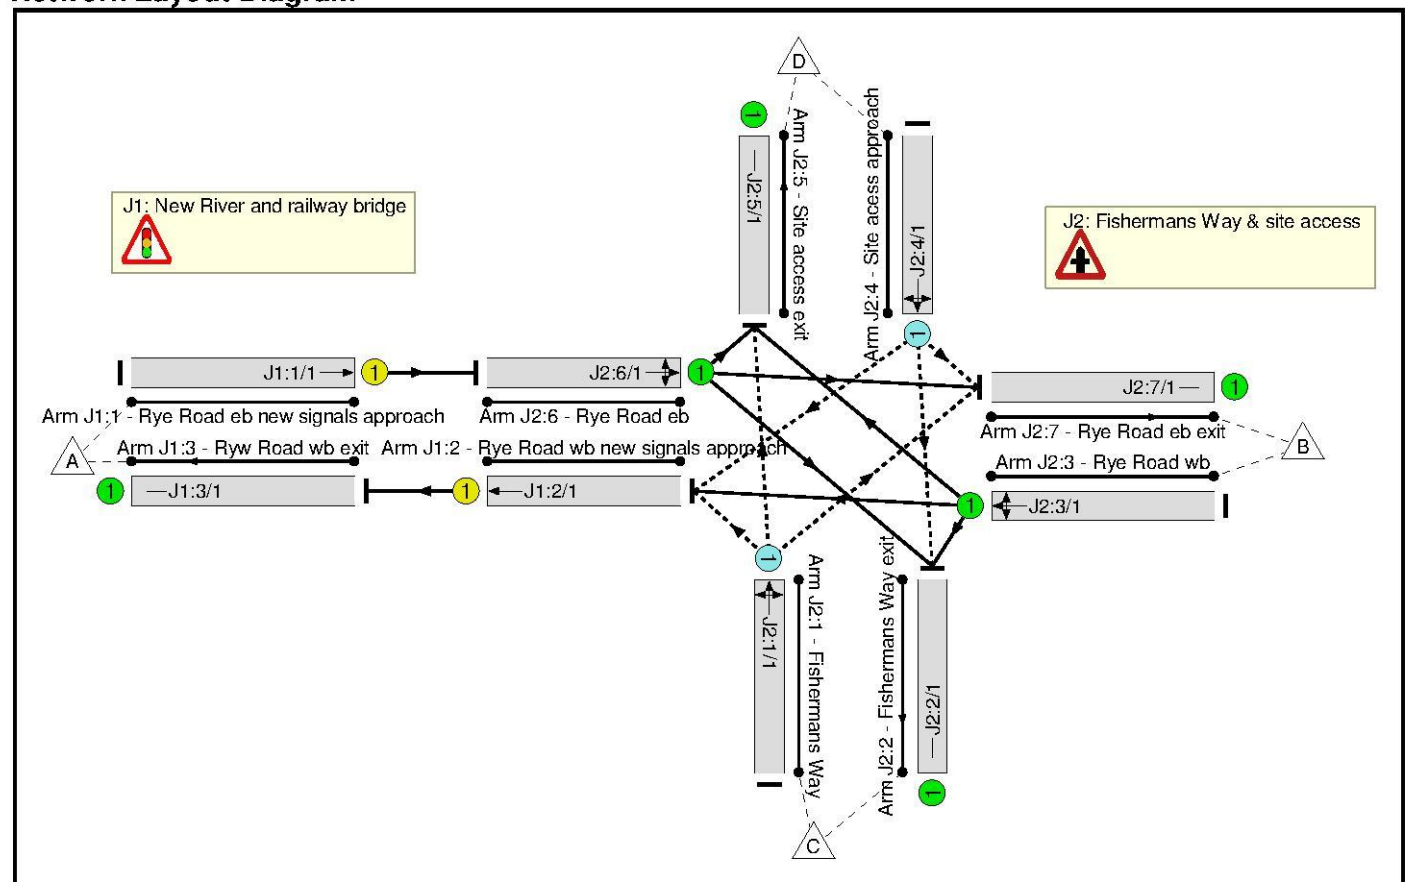 Network Layout Diagram
D
1
Arm J2:5 - Site access exit
J2:5/1
Arm J2:4 - Site acess approach
J2:4/1
1
J1: New River and railway bridge
J2: Fishermans Way & site access
J1:1/1
1
J2:6/1
1
J2:7/1
1
Arm J1:1 - Rye Road eb new signals approach
Arm J2:6 - Rye Road eb
Arm J2:7 - Rye Road eb exit
A
Arm J1:3 - Ryw Road wb exit
Arm J1:2 - Rye Road wb new signals approach
Arm J2:3 - Rye Road wb
B
1
J1:3/1
1
J1:2/1
1
J2:3/1
1
J2:1/1
Arm J2:1 - Fishermans Way
Arm J2:2 - Fishermans Way exit
J2:2/1
1
C